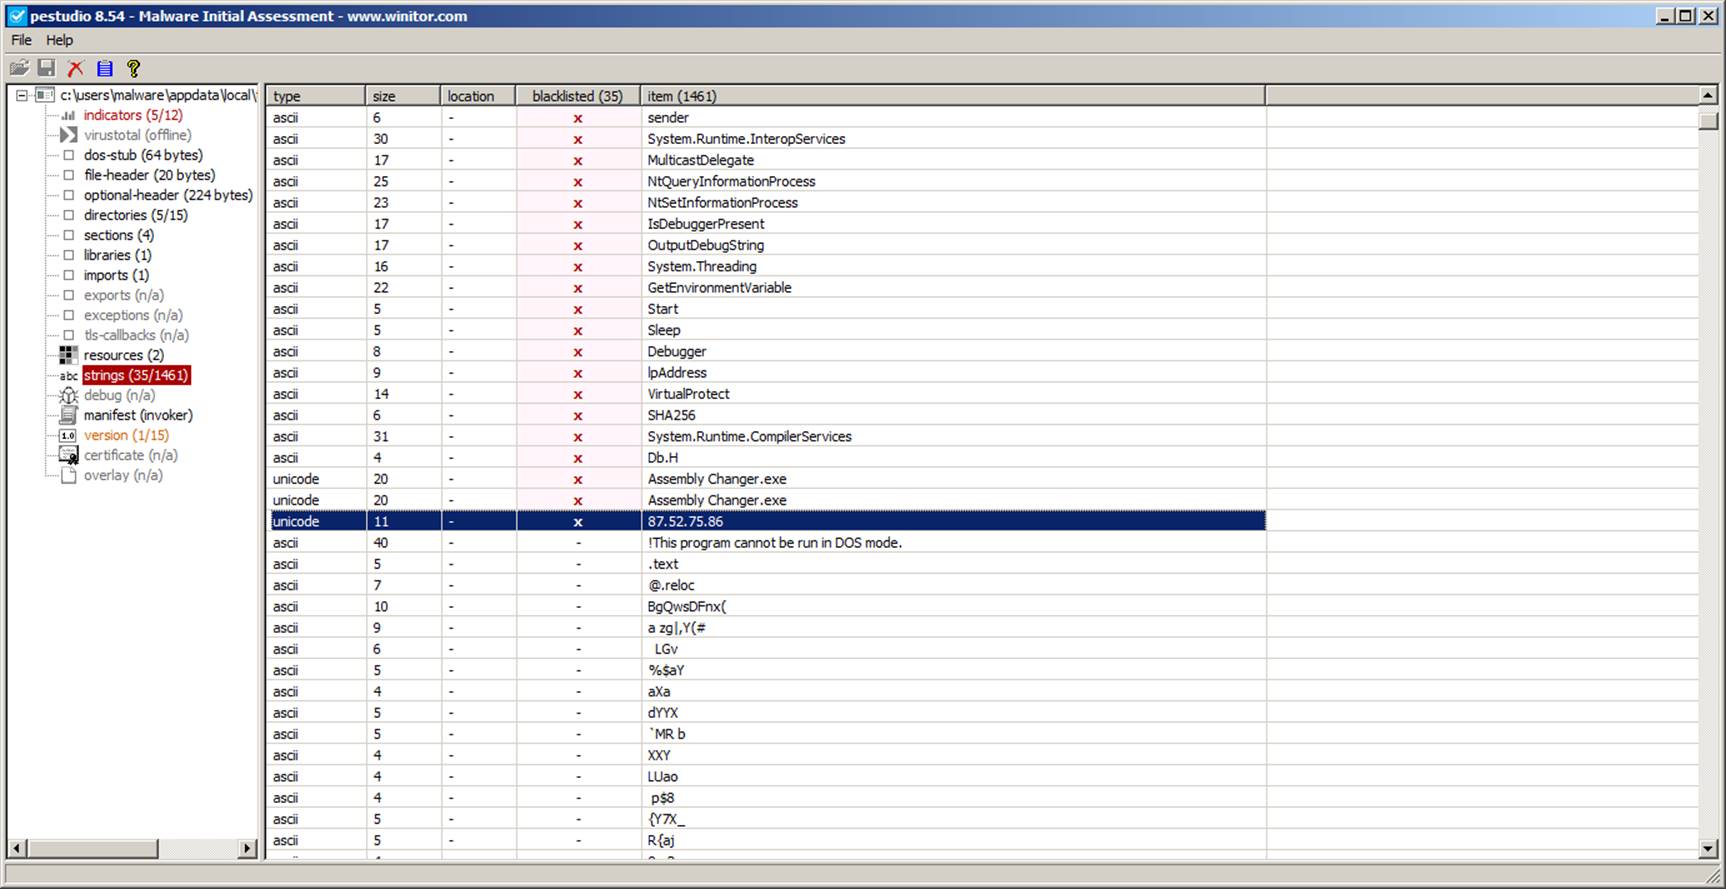 pestudio 8.54 - Malware Initial Assessment - www.winitor.com
File Help
c:\users\malware\appdata\local\
indicators (5/12)
virustotal (offline)
dos-stub (64 bytes)
file-header (20 bytes)
optional-header (224 bytes)
directories (5/15)
sections (4)
libraries (1)
imports (1)
exports (n/a)
exceptions (n/a)
tls-callbacks (n/a)
resources (2)
abc strings (35/1461)
debug (n/a)
manifest (invoker)
1.0 version (1/15)
certificate (n/a)
overlay (n/a)
type size location blacklisted (35) item (1461)
ascii 6 - x sender
ascii 30 - x System.Runtime.InteropServices
ascii 17 - x MulticastDelegate
ascii 25 - x NtQueryInformationProcess
ascii 23 - x NtSetInformationProcess
ascii 17 - x IsDebuggerPresent
ascii 17 - x OutputDebugString
ascii 16 - x System.Threading
ascii 22 - x GetEnvironmentVariable
ascii 5 - x Start
ascii 5 - x Sleep
ascii 8 - x Debugger
ascii 9 - x lpAddress
ascii 14 - x VirtualProtect
ascii 6 - x SHA256
ascii 31 - x System.Runtime.CompilerServices
ascii 4 - x Db.H
unicode 20 - x Assembly Changer.exe
unicode 20 - x Assembly Changer.exe
unicode 11 - x 87.52.75.86
ascii 40 - - !This program cannot be run in DOS mode.
ascii 5 - - .text
ascii 7 - - @.reloc
ascii 10 - - BgQwsDFnx(
ascii 9 - - a zg|,Y(#
ascii 6 - - LGv
ascii 5 - - %$aY
ascii 4 - - aXa
ascii 5 - - dYYX
ascii 5 - - `MR b
ascii 4 - - XXY
ascii 4 - - LUao
ascii 4 - - p$8
ascii 5 - - {Y7X_
ascii 5 - - R{aj